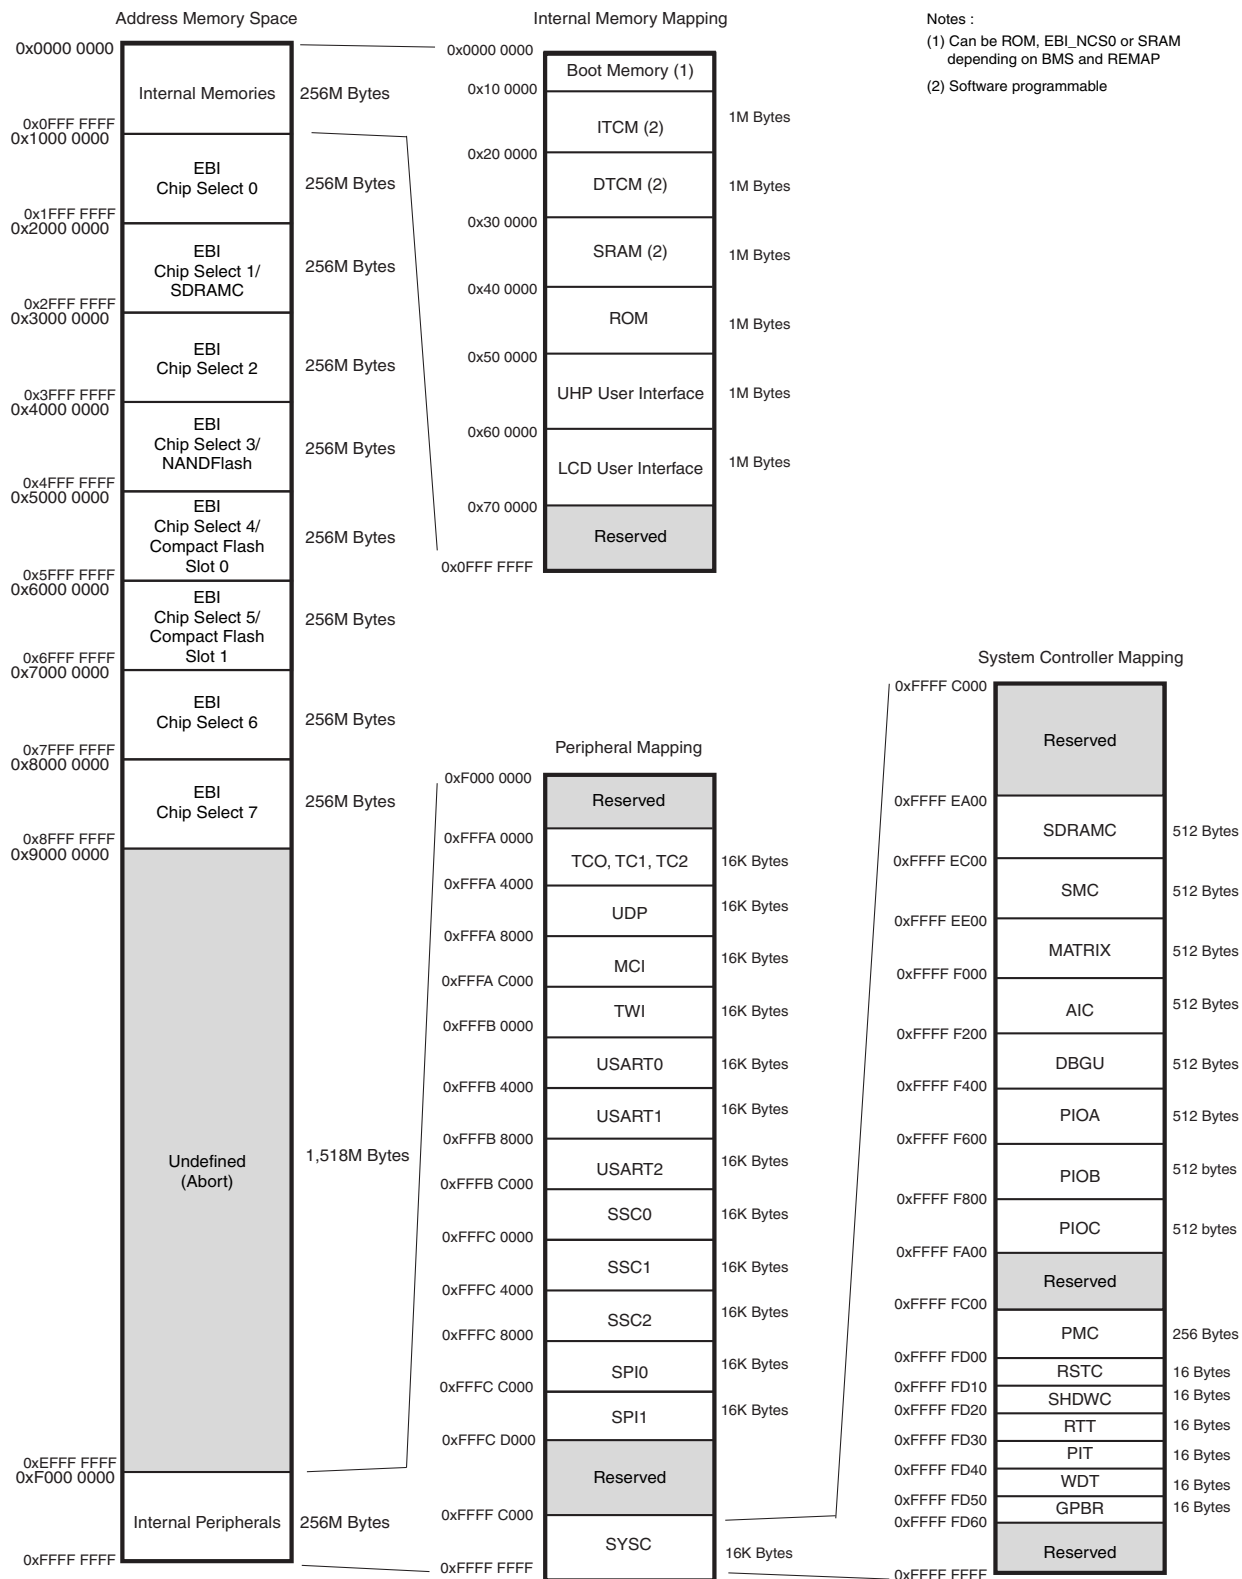 Address Memory Space
0x0000 0000
Internal Memories
256M Bytes
0x0FFF FFFF
0x1000 0000
EBI
Chip Select 0
256M Bytes
0x1FFF FFFF
0x2000 0000
EBI
Chip Select 1/
SDRAMC
256M Bytes
0x2FFF FFFF
0x3000 0000
EBI
Chip Select 2
256M Bytes
0x3FFF FFFF
0x4000 0000
EBI
Chip Select 3/
NANDFlash
256M Bytes
0x4FFF FFFF
0x5000 0000
EBI
Chip Select 4/
Compact Flash
Slot 0
256M Bytes
0x5FFF FFFF
0x6000 0000
EBI
Chip Select 5/
Compact Flash
Slot 1
256M Bytes
0x6FFF FFFF
0x7000 0000
EBI
Chip Select 6
256M Bytes
0x7FFF FFFF
0x8000 0000
EBI
Chip Select 7
256M Bytes
0x8FFF FFFF
0x9000 0000
Undefined
(Abort)
1,518M Bytes
0xEFFF FFFF
0xF000 0000
Internal Peripherals
256M Bytes
0xFFFF FFFF
Internal Memory Mapping
0x0000 0000
Boot Memory (1)
0x10 0000
ITCM (2)
1M Bytes
0x20 0000
DTCM (2)
1M Bytes
0x30 0000
SRAM (2)
1M Bytes
0x40 0000
ROM
1M Bytes
0x50 0000
UHP User Interface
1M Bytes
0x60 0000
LCD User Interface
1M Bytes
0x70 0000
Reserved
0x0FFF FFFF
Notes :
(1) Can be ROM, EBI_NCS0 or SRAM
depending on BMS and REMAP
(2) Software programmable
Peripheral Mapping
0xF000 0000
Reserved
0xFFFA 0000
TCO, TC1, TC2
16K Bytes
0xFFFA 4000
UDP
16K Bytes
0xFFFA 8000
MCI
16K Bytes
0xFFFA C000
TWI
16K Bytes
0xFFFB 0000
USART0
16K Bytes
0xFFFB 4000
USART1
16K Bytes
0xFFFB 8000
USART2
16K Bytes
0xFFFB C000
SSC0
16K Bytes
0xFFFC 0000
SSC1
16K Bytes
0xFFFC 4000
SSC2
16K Bytes
0xFFFC 8000
SPI0
16K Bytes
0xFFFC C000
SPI1
16K Bytes
0xFFFC D000
Reserved
0xFFFF C000
SYSC
16K Bytes
0xFFFF FFFF
System Controller Mapping
0xFFFF C000
Reserved
0xFFFF EA00
SDRAMC
512 Bytes
0xFFFF EC00
SMC
512 Bytes
0xFFFF EE00
MATRIX
512 Bytes
0xFFFF F000
AIC
512 Bytes
0xFFFF F200
DBGU
512 Bytes
0xFFFF F400
PIOA
512 Bytes
0xFFFF F600
PIOB
512 bytes
0xFFFF F800
PIOC
512 bytes
0xFFFF FA00
Reserved
0xFFFF FC00
PMC
256 Bytes
0xFFFF FD00
RSTC
16 Bytes
0xFFFF FD10
SHDWC
16 Bytes
0xFFFF FD20
RTT
16 Bytes
0xFFFF FD30
PIT
16 Bytes
0xFFFF FD40
WDT
16 Bytes
0xFFFF FD50
GPBR
16 Bytes
0xFFFF FD60
Reserved
0xFFFF FFFF